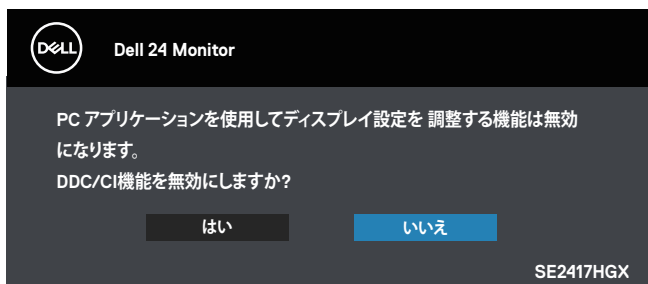 DELL
Dell 24 Monitor
PC アプリケーションを使用してディスプレイ設定を 調整する機能は無効
になります。
DDC/CI機能を無効にしますか?
はい
いいえ
SE2417HGX